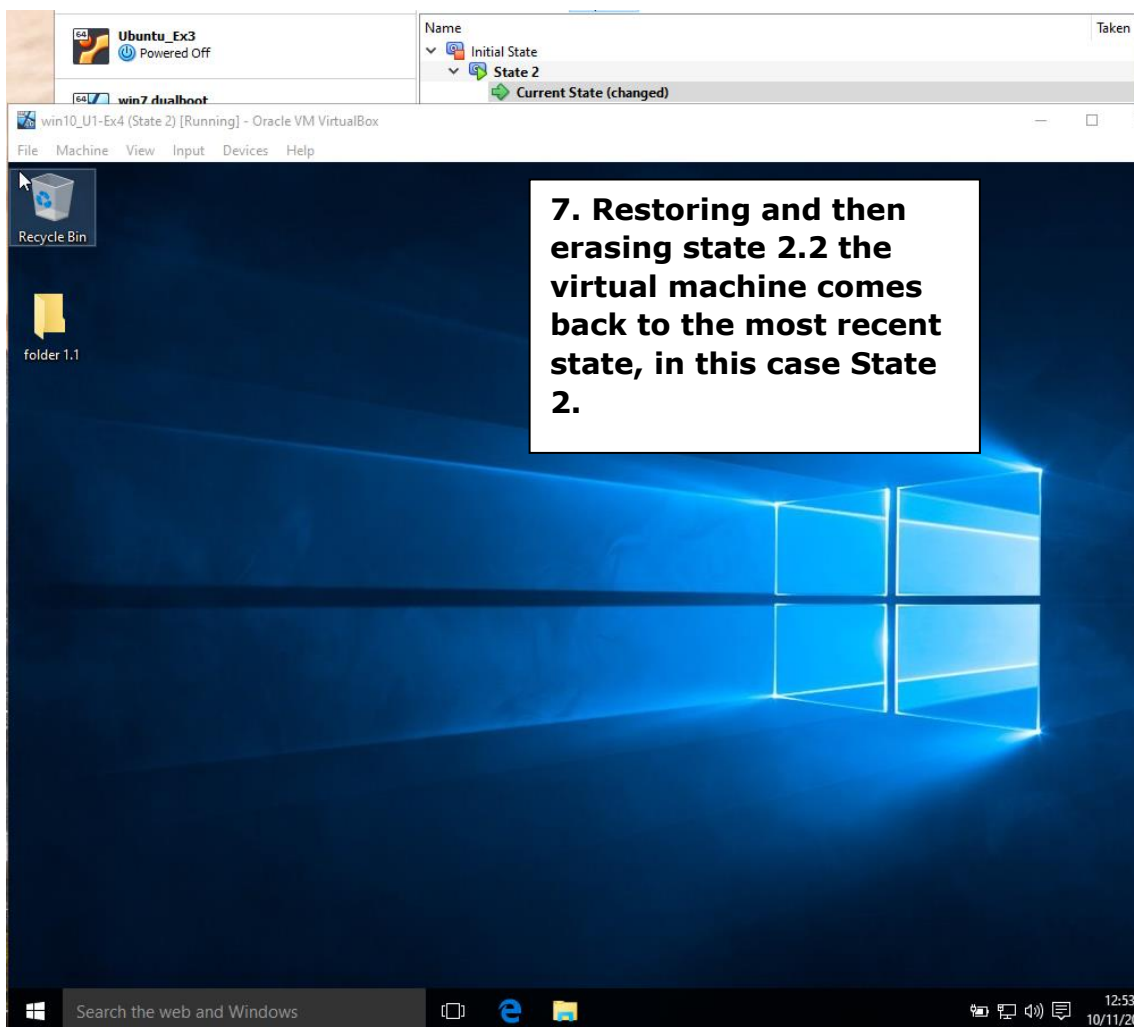 Ubuntu_Ex3
Powered Off
win7 dualboot
Name
Taken
Initial State
State 2
Current State (changed)
win10_U1-Ex4 (State 2) [Running] - Oracle VM VirtualBox
File Machine View Input Devices Help
Recycle Bin
folder 1.1
7. Restoring and then
erasing state 2.2 the
virtual machine comes
back to the most recent
state, in this case State
2.
Search the web and Windows
12:53
10/11/20